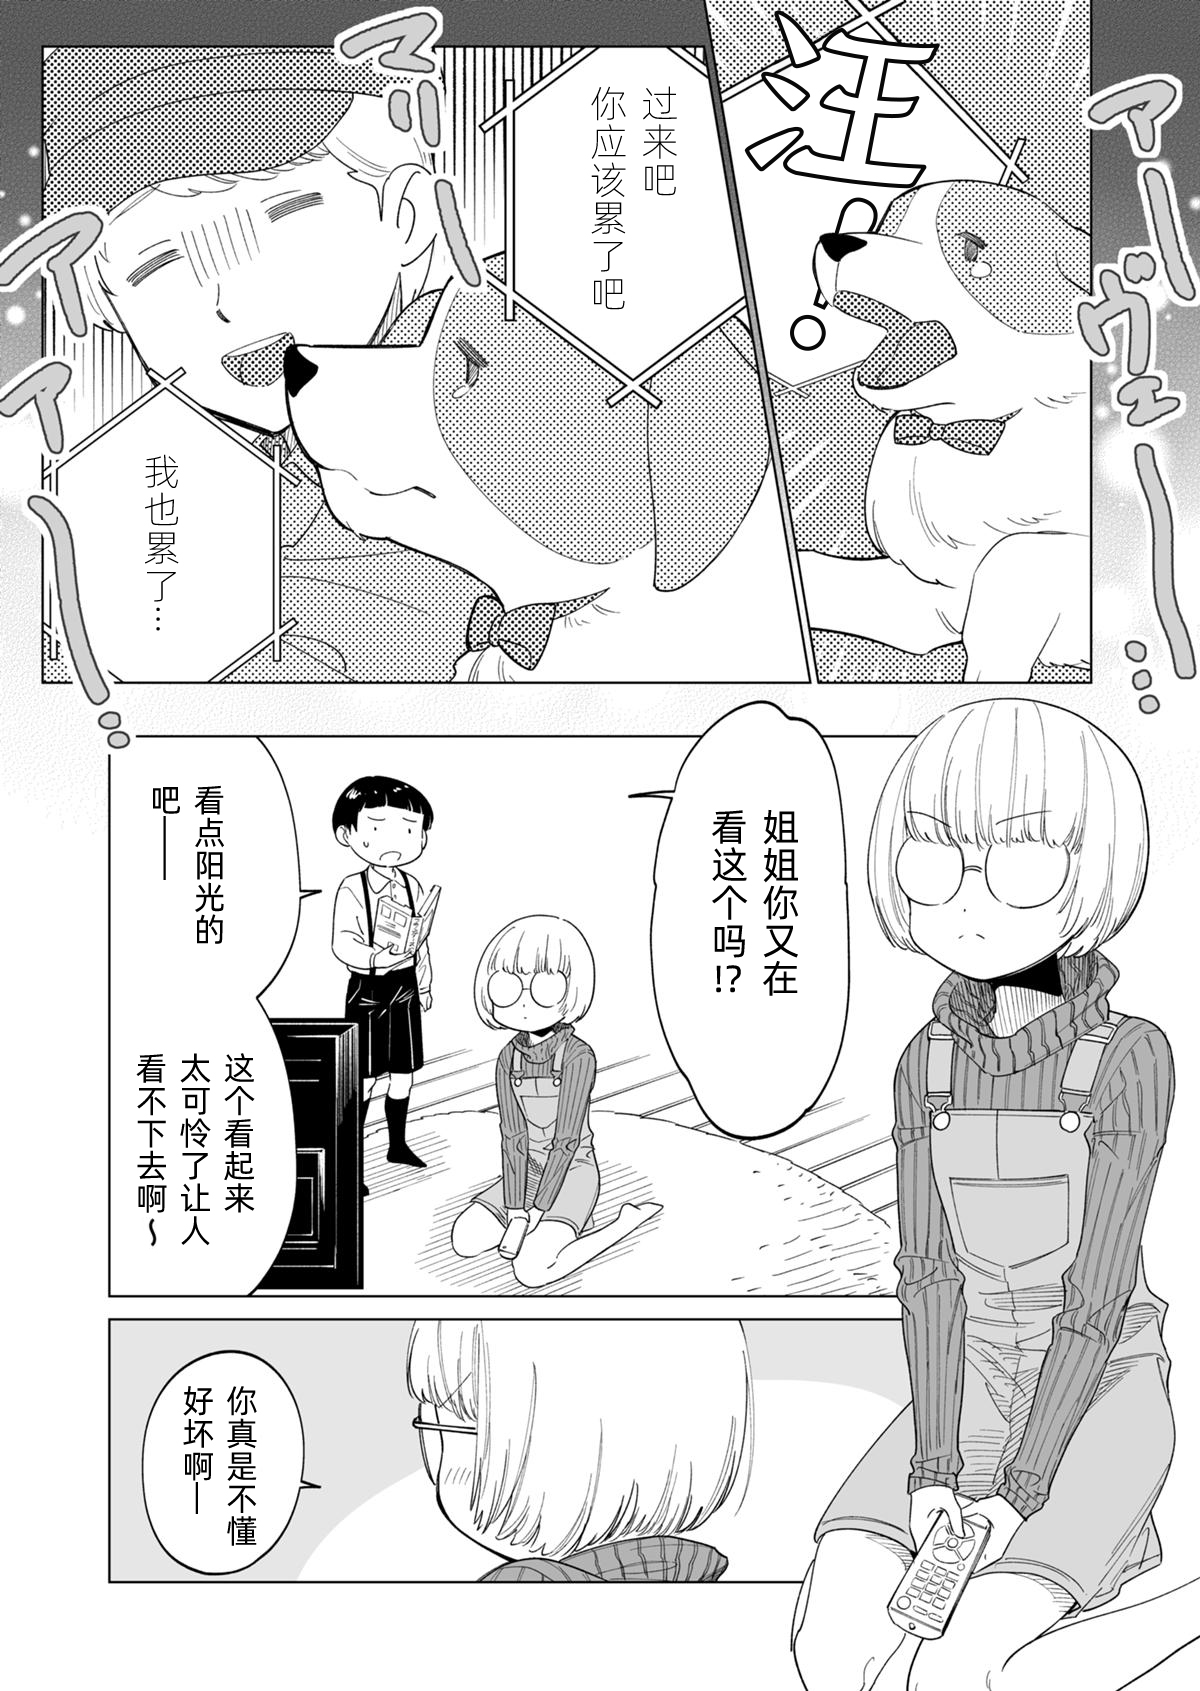 汪!
アーヴェ
マリ
ーーア…
マーーー…
过来吧
你应该累了吧
我也累了…
姐姐你又在
看这个吗!?
看点阳光的
吧——
这个看起来
太可怜了让人
看不下去啊~
你真是不懂
好坏啊—